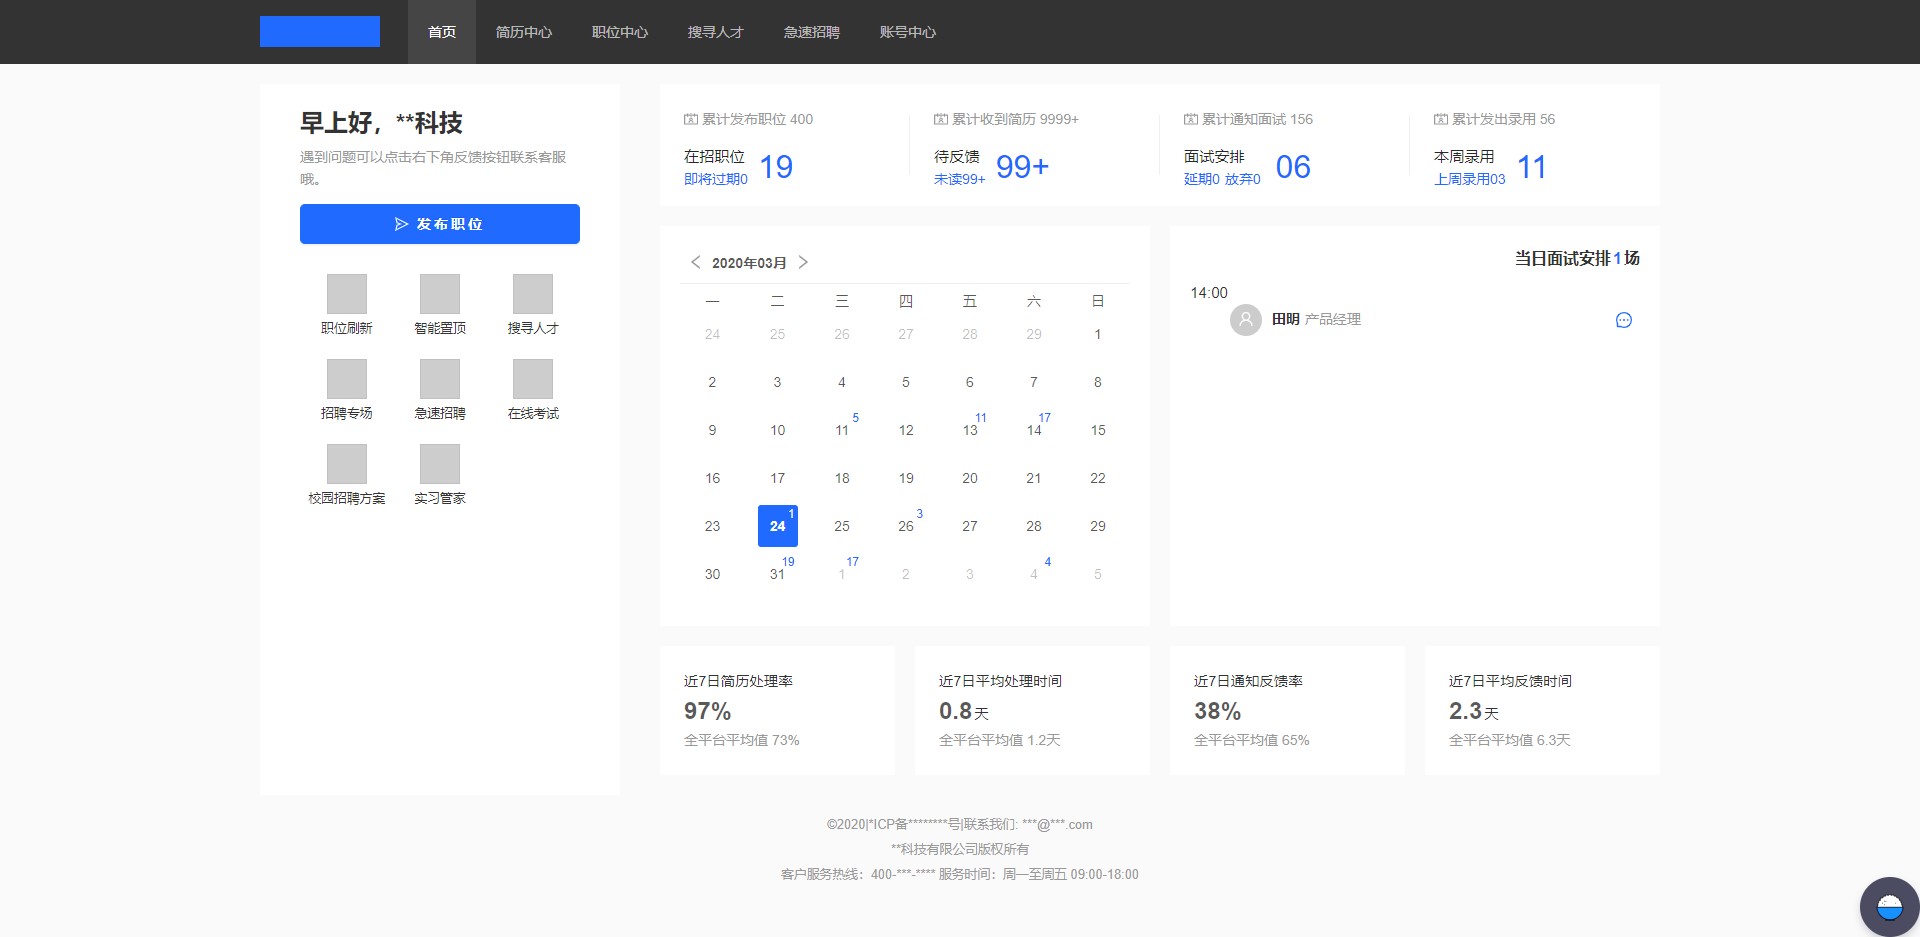 首页 简历中心 职位中心 搜寻人才 急速招聘 账号中心
早上好，**科技
遇到问题可以点击右下角反馈按钮联系客服
哦。
发布职位
职位刷新 智能置顶 搜寻人才
招聘专场 急速招聘 在线考试
校园招聘方案 实习管家
累计发布职位 400
在招职位 19
即将过期0
累计收到简历 9999+
待反馈 99+
未读99+
累计通知面试 156
面试安排 06
延期0 放弃0
累计发出录用 56
本周录用 11
上周录用03
2020年03月
一 二 三 四 五 六 日
24 25 26 27 28 29 1
2 3 4 5 6 7 8
5 11 17
9 10 11 12 13 14 15
16 17 18 19 20 21 22
1 3
23 24 25 26 27 28 29
19 17 4
30 31 1 2 3 4 5
当日面试安排1场
14:00
田明 产品经理
近7日简历处理率
97%
全平台平均值 73%
近7日平均处理时间
0.8天
全平台平均值 1.2天
近7日通知反馈率
38%
全平台平均值 65%
近7日平均反馈时间
2.3天
全平台平均值 6.3天
©2020|*ICP备********号|联系我们: ***@***.com
**科技有限公司版权所有
客户服务热线：400-***-**** 服务时间：周一至周五 09:00-18:00